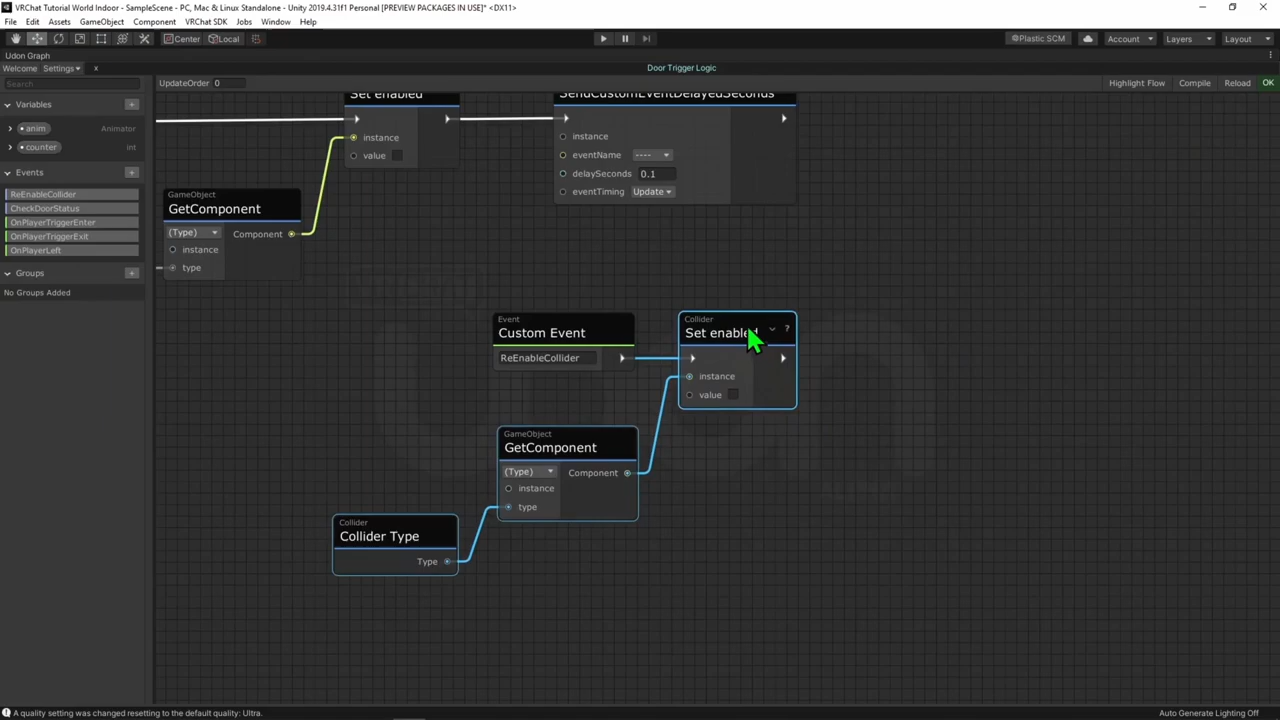 VRChat Tutorial World Indoor - SampleScene - PC, Mac & Linux Standalone - Unity 2019.4.31f1 Personal [PREVIEW PACKAGES IN USE]* <DX11>
File Edit Assets GameObject Component VRChat SDK Jobs Window Help
Center Local Plastic SCM Account Layers Layout
Udon Graph
Welcome Settings x Door Trigger Logic
Search UpdateOrder 0 Highlight Flow Compile Reload OK
Variables +
anim Animator
counter int
Events +
ReEnableCollider
CheckDoorStatus
OnPlayerTriggerEnter
OnPlayerTriggerExit
OnPlayerLeft
Groups +
No Groups Added
Set enabled
instance
value
SendCustomEventDelayedSeconds
instance
eventName ----
delaySeconds 0.1
eventTiming Update
GameObject
GetComponent
(Type) Component
instance
type
Event
Custom Event
ReEnableCollider
Collider
Set enabled ?
instance
value
GameObject
GetComponent
(Type) Component
instance
type
Collider
Collider Type
Type
A quality setting was changed resetting to the default quality: Ultra. Auto Generate Lighting Off